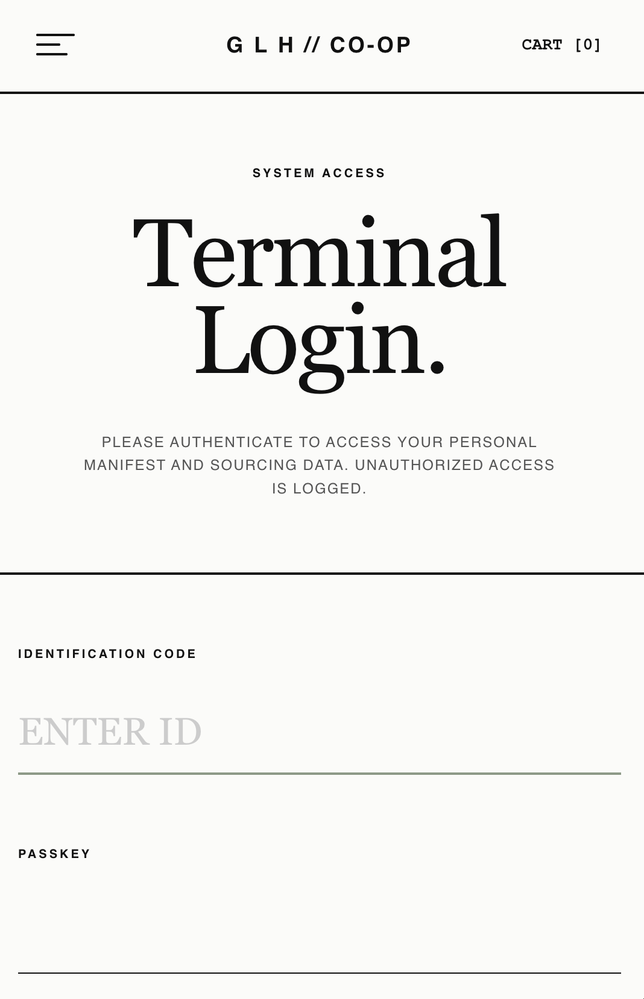 G L H // CO-OP
CART [0]
SYSTEM ACCESS
Terminal
Login.
PLEASE AUTHENTICATE TO ACCESS YOUR PERSONAL
MANIFEST AND SOURCING DATA. UNAUTHORIZED ACCESS
IS LOGGED.
IDENTIFICATION CODE
ENTER ID
PASSKEY